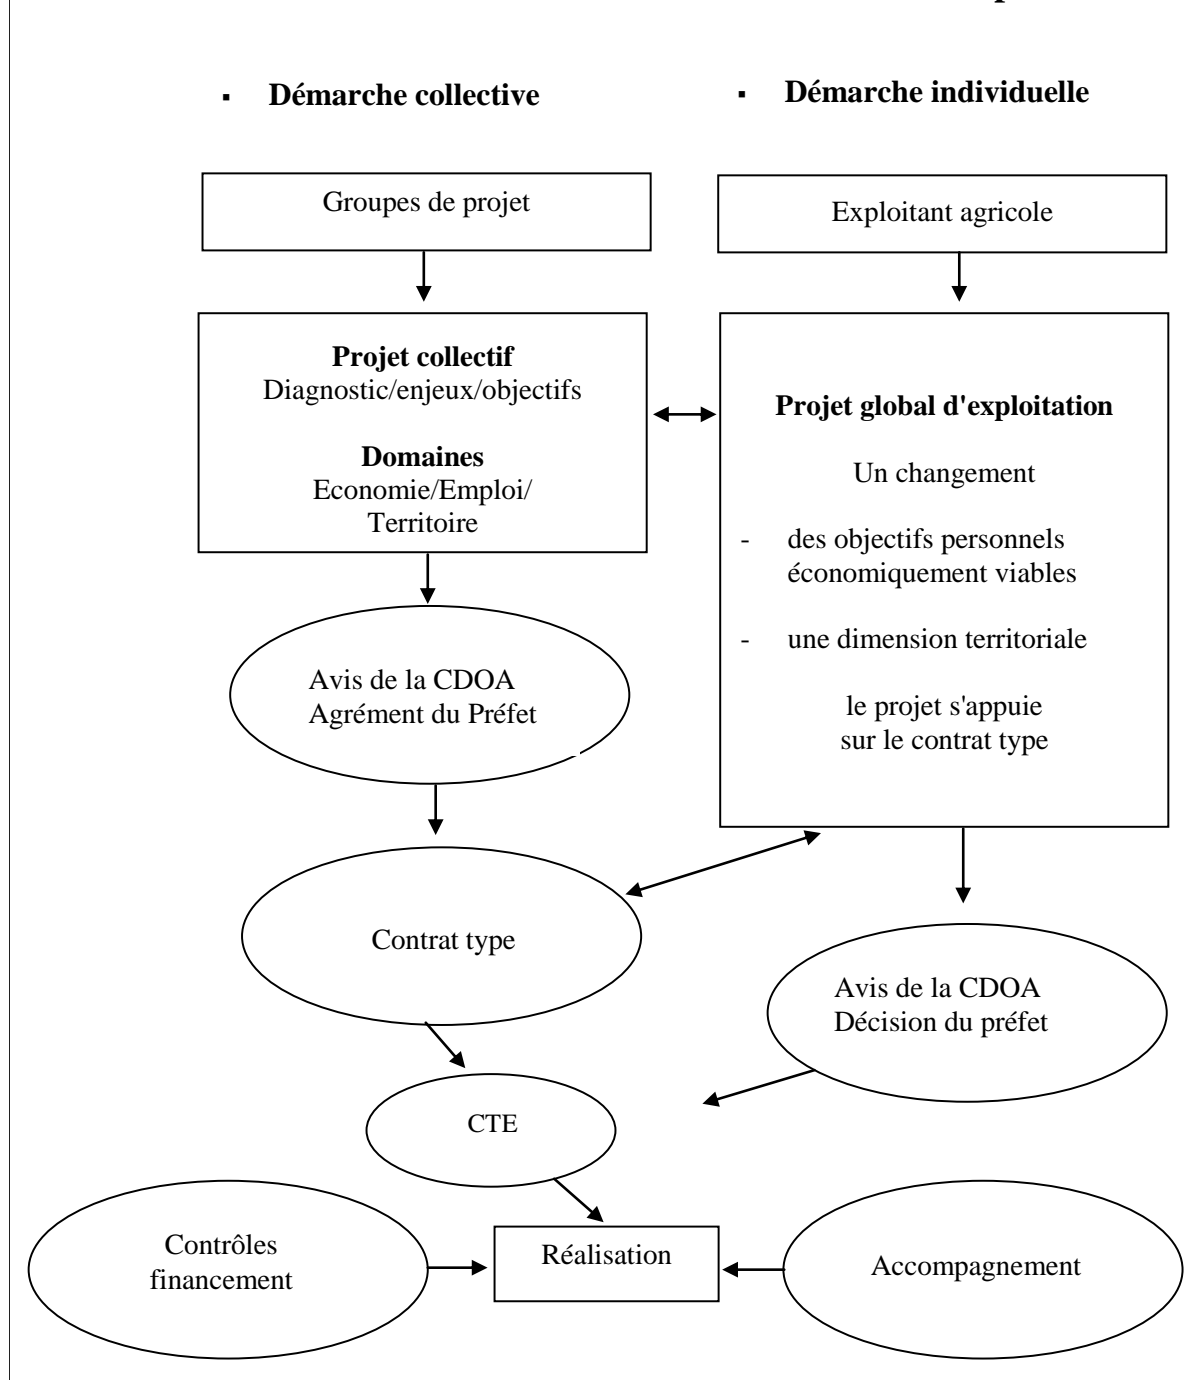 ▪ Démarche collective
▪ Démarche individuelle
Groupes de projet
Exploitant agricole
Projet collectif
Diagnostic/enjeux/objectifs
Domaines
Economie/Emploi/
Territoire
Projet global d'exploitation
Un changement
- des objectifs personnels
économiquement viables
- une dimension territoriale
le projet s'appuie
sur le contrat type
Avis de la CDOA
Agrément du Préfet
Contrat type
Avis de la CDOA
Décision du préfet
CTE
Contrôles
financement
Réalisation
Accompagnement